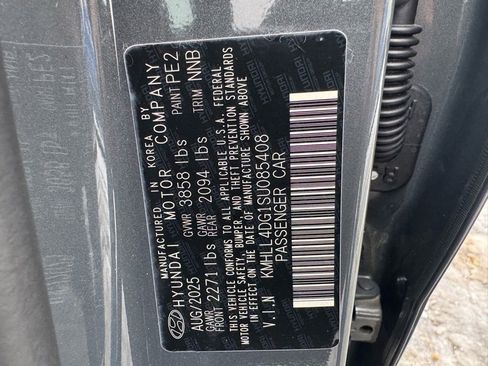 MANUFACTURED IN KOREA BY
HYUNDAI MOTOR COMPANY
AUG/2025 GVWR 3858 lbs PAINT PE2
GAWR FRONT 2271 lbs GAWR REAR 2094 lbs TRIM NNB
THIS VEHICLE CONFORMS TO ALL APPLICABLE U.S.A. FEDERAL
MOTOR VEHICLE SAFETY, BUMPER, AND THEFT PREVENTION STANDARDS
IN EFFECT ON THE DATE OF MANUFACTURE SHOWN ABOVE
V.I.N KMHLL4DG1SU085408
PASSENGER CAR